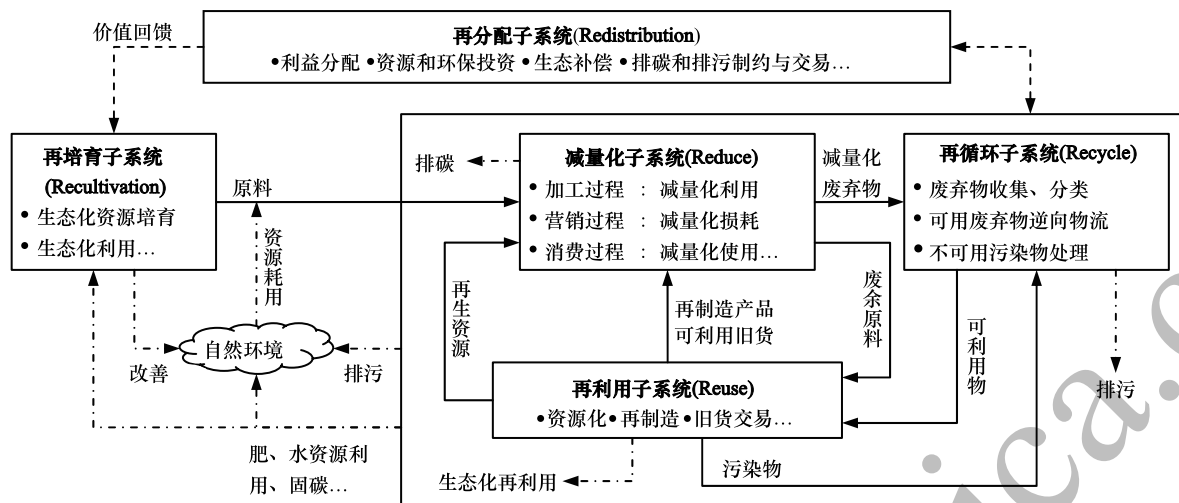 价值回馈
再分配子系统(Redistribution)
•利益分配 •资源和环保投资 •生态补偿 •排碳和排污制约与交易…
再培育子系统
(Recultivation)
• 生态化资源培育
• 生态化利用…
原料
资源耗用
排碳
减量化子系统(Reduce)
• 加工过程 : 减量化利用
• 营销过程 : 减量化损耗
• 消费过程 : 减量化使用…
减量化
废弃物
再循环子系统(Recycle)
• 废弃物收集、分类
• 可用废弃物逆向物流
• 不可用污染物处理
再生资源
再制造产品
可利用旧货
废余原料
可利用物
排污
自然环境
改善
排污
再利用子系统(Reuse)
•资源化•再制造 •旧货交易…
肥、水资源利
用、固碳…
生态化再利用
污染物
ica.o